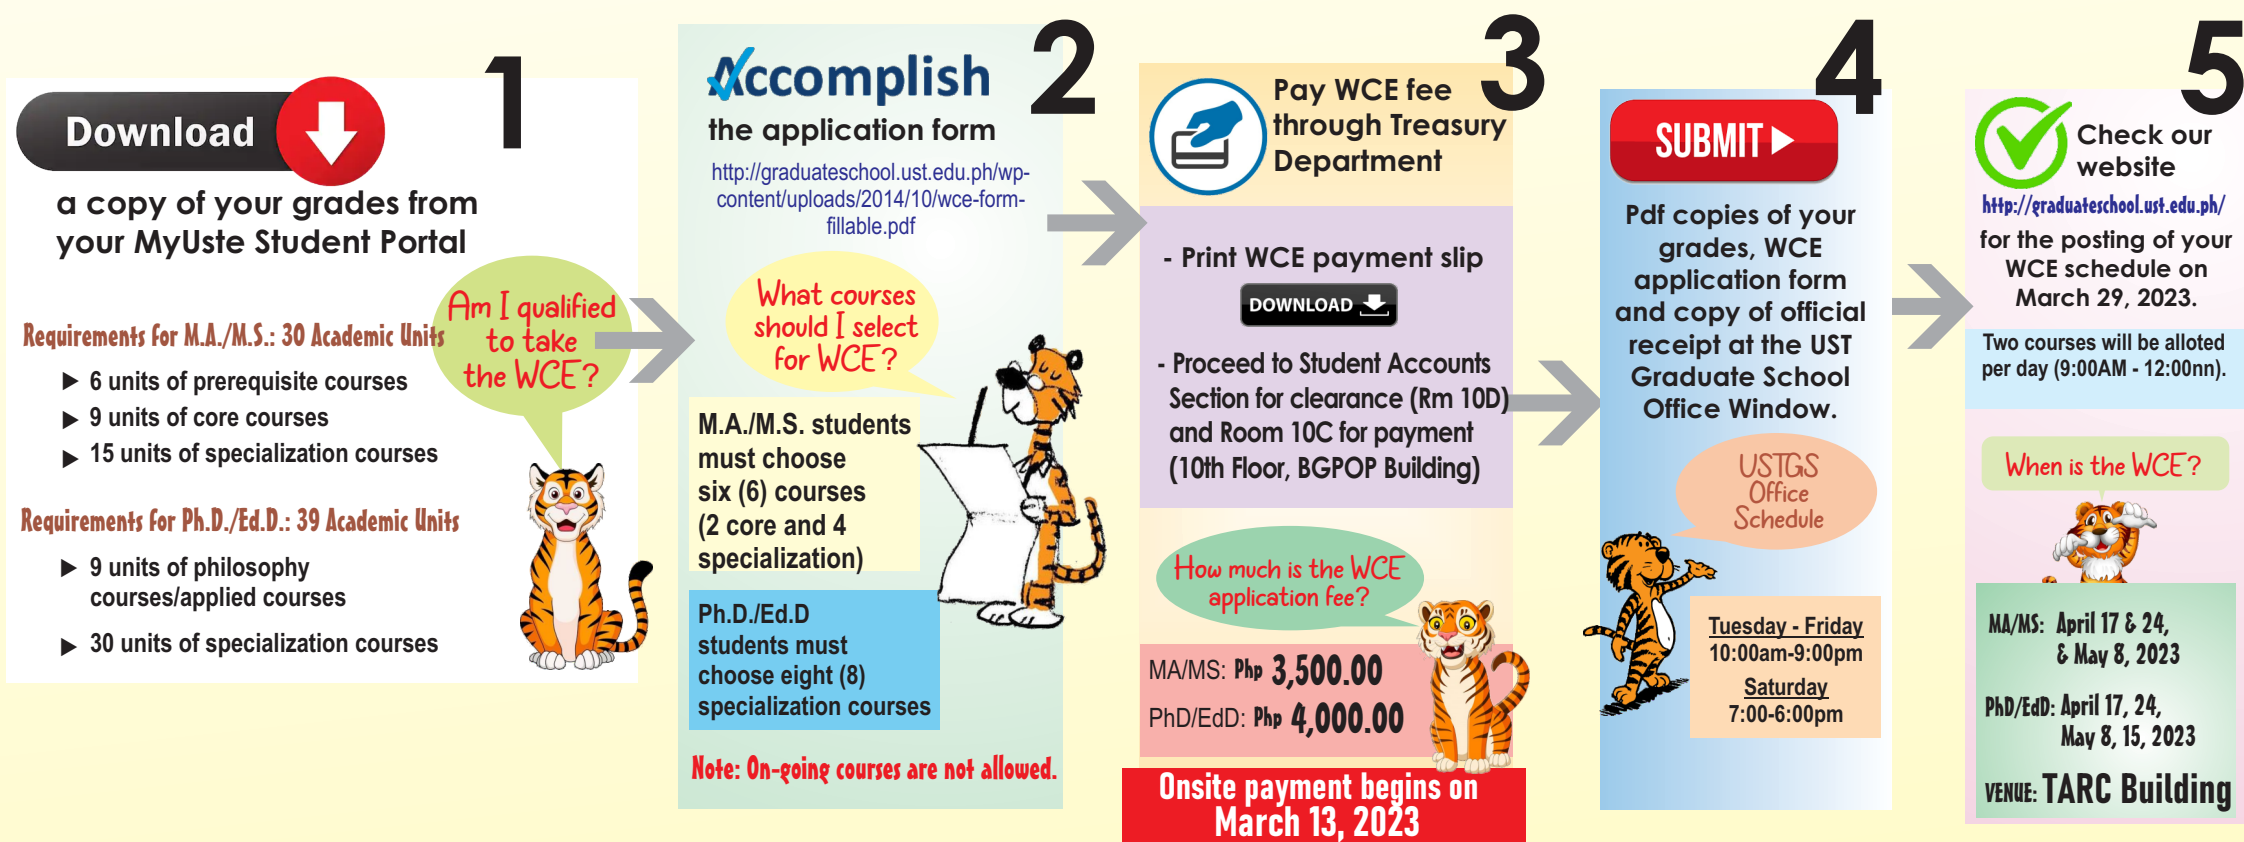 1
Download
a copy of your grades from
your MyUste Student Portal
Am I qualified
to take
the WCE?
Requirements for M.A./M.S.: 30 Academic Units
6 units of prerequisite courses
9 units of core courses
15 units of specialization courses
Requirements for Ph.D./Ed.D.: 39 Academic Units
9 units of philosophy
courses/applied courses
30 units of specialization courses
2
Accomplish
the application form
http://graduateschool.ust.edu.ph/wp-
content/uploads/2014/10/wce-form-
fillable.pdf
What courses
should I select
for WCE?
M.A./M.S. students
must choose
six (6) courses
(2 core and 4
specialization)
Ph.D./Ed.D
students must
choose eight (8)
specialization courses
Note: On-going courses are not allowed.
3
Pay WCE fee
through Treasury
Department
- Print WCE payment slip
DOWNLOAD
- Proceed to Student Accounts
Section for clearance (Rm 10D)
and Room 10C for payment
(10th Floor, BGPOP Building)
How much is the WCE
application fee?
MA/MS: Php 3,500.00
PhD/EdD: Php 4,000.00
Onsite payment begins on
March 13, 2023
4
SUBMIT
Pdf copies of your
grades, WCE
application form
and copy of official
receipt at the UST
Graduate School
Office Window.
USTGS
Office
Schedule
Tuesday - Friday
10:00am-9:00pm
Saturday
7:00-6:00pm
5
Check our
website
http://graduateschool.ust.edu.ph/
for the posting of your
WCE schedule on
March 29, 2023.
Two courses will be alloted
per day (9:00AM - 12:00nn).
When is the WCE?
MA/MS: April 17 & 24,
& May 8, 2023
PhD/EdD: April 17, 24,
May 8, 15, 2023
VENUE: TARC Building